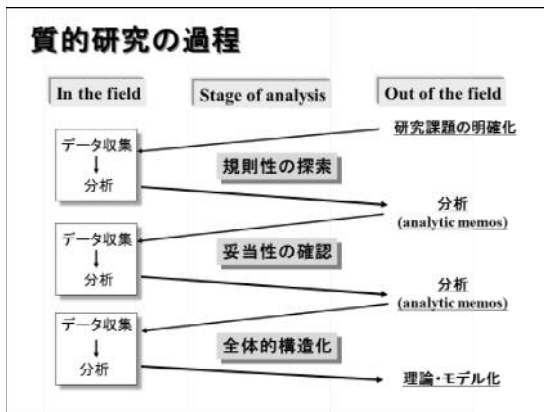 質的研究の過程
In the field
Stage of analysis
Out of the field
研究課題の明確化
データ収集
分析
規則性の探索
分析
(analytic memos)
データ収集
分析
妥当性の確認
分析
(analytic memos)
データ収集
分析
全体的構造化
理論・モデル化